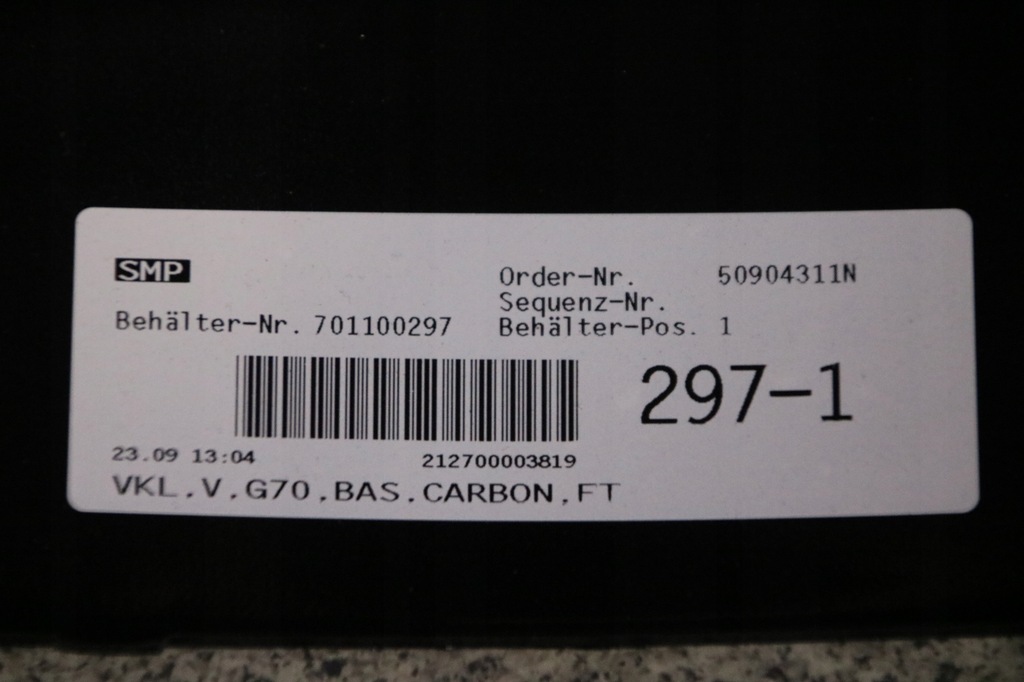 SMP
Order-Nr. 50904311N
Sequenz-Nr.
Behälter-Nr. 701100297
Behälter-Pos. 1
297-1
23.09 13:04
212700003819
VKL.V.G70.BAS.CARBON.FT